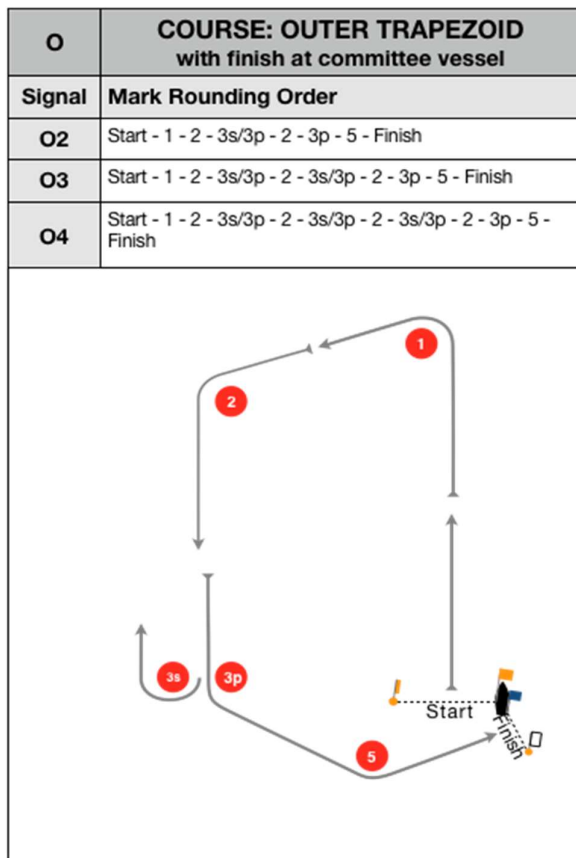 O
COURSE: OUTER TRAPEZOID
with finish at committee vessel
Signal Mark Rounding Order
O2 Start - 1 - 2 - 3s/3p - 2 - 3p - 5 - Finish
O3 Start - 1 - 2 - 3s/3p - 2 - 3s/3p - 2 - 3p - 5 - Finish
O4 Start - 1 - 2 - 3s/3p - 2 - 3s/3p - 2 - 3s/3p - 2 - 3p - 5 -
Finish
1
2
3s
3p
Start
Finish
5